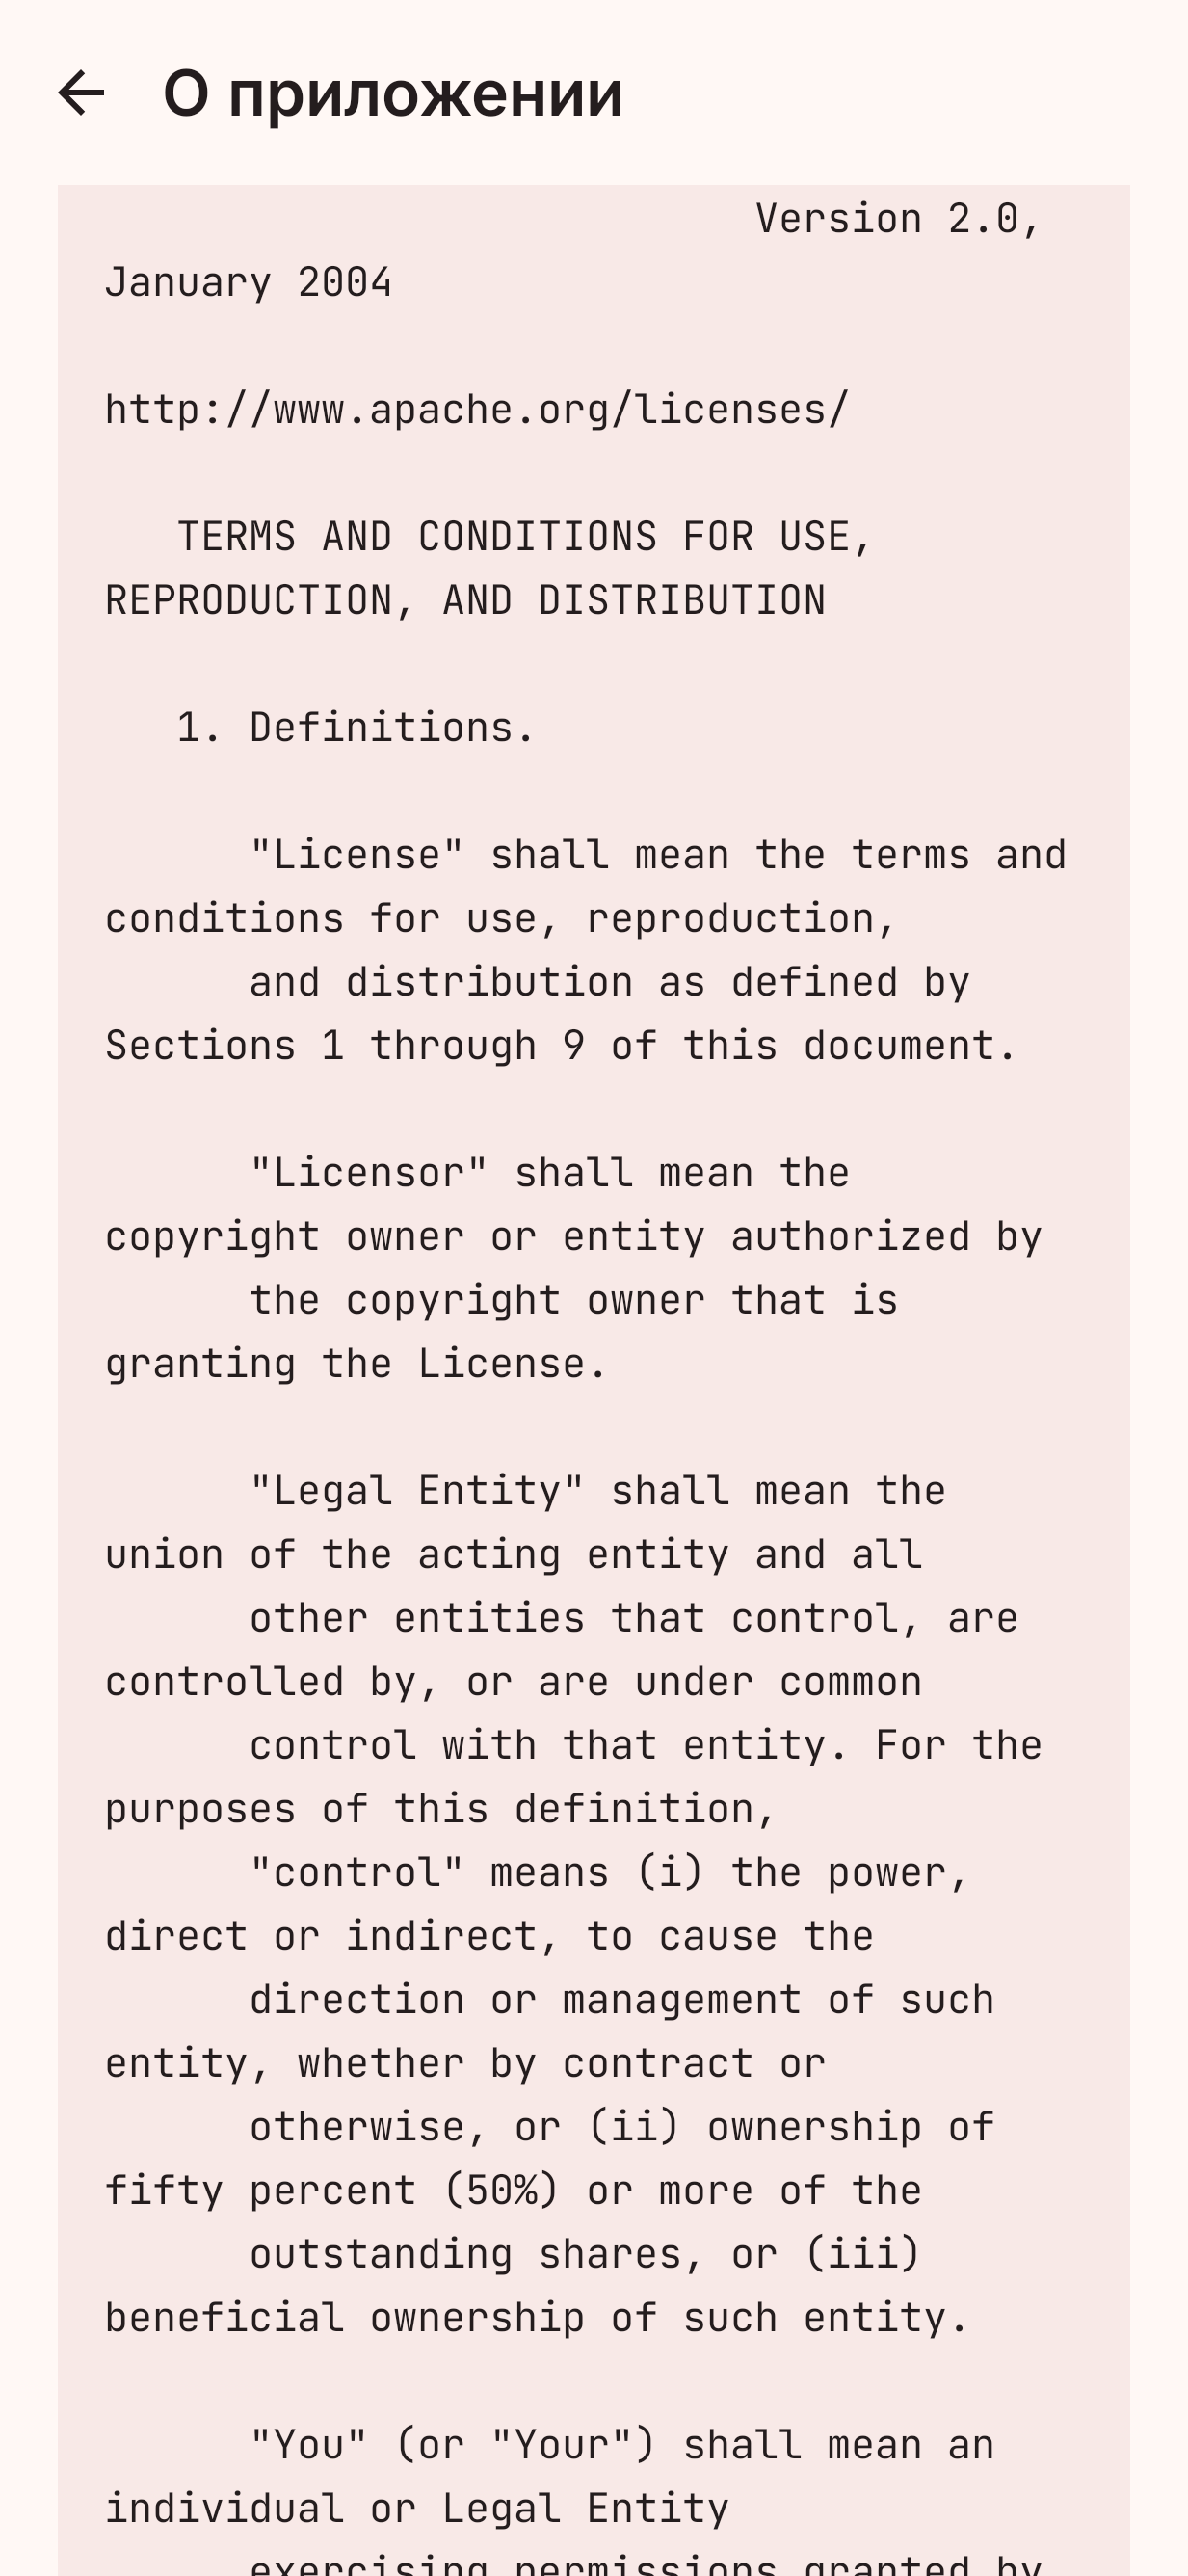 О приложении
Version 2.0,
January 2004
http://www.apache.org/licenses/
TERMS AND CONDITIONS FOR USE,
REPRODUCTION, AND DISTRIBUTION
1. Definitions.
"License" shall mean the terms and
conditions for use, reproduction,
and distribution as defined by
Sections 1 through 9 of this document.
"Licensor" shall mean the
copyright owner or entity authorized by
the copyright owner that is
granting the License.
"Legal Entity" shall mean the
union of the acting entity and all
other entities that control, are
controlled by, or are under common
control with that entity. For the
purposes of this definition,
"control" means (i) the power,
direct or indirect, to cause the
direction or management of such
entity, whether by contract or
otherwise, or (ii) ownership of
fifty percent (50%) or more of the
outstanding shares, or (iii)
beneficial ownership of such entity.
"You" (or "Your") shall mean an
individual or Legal Entity
exercising permissions granted by